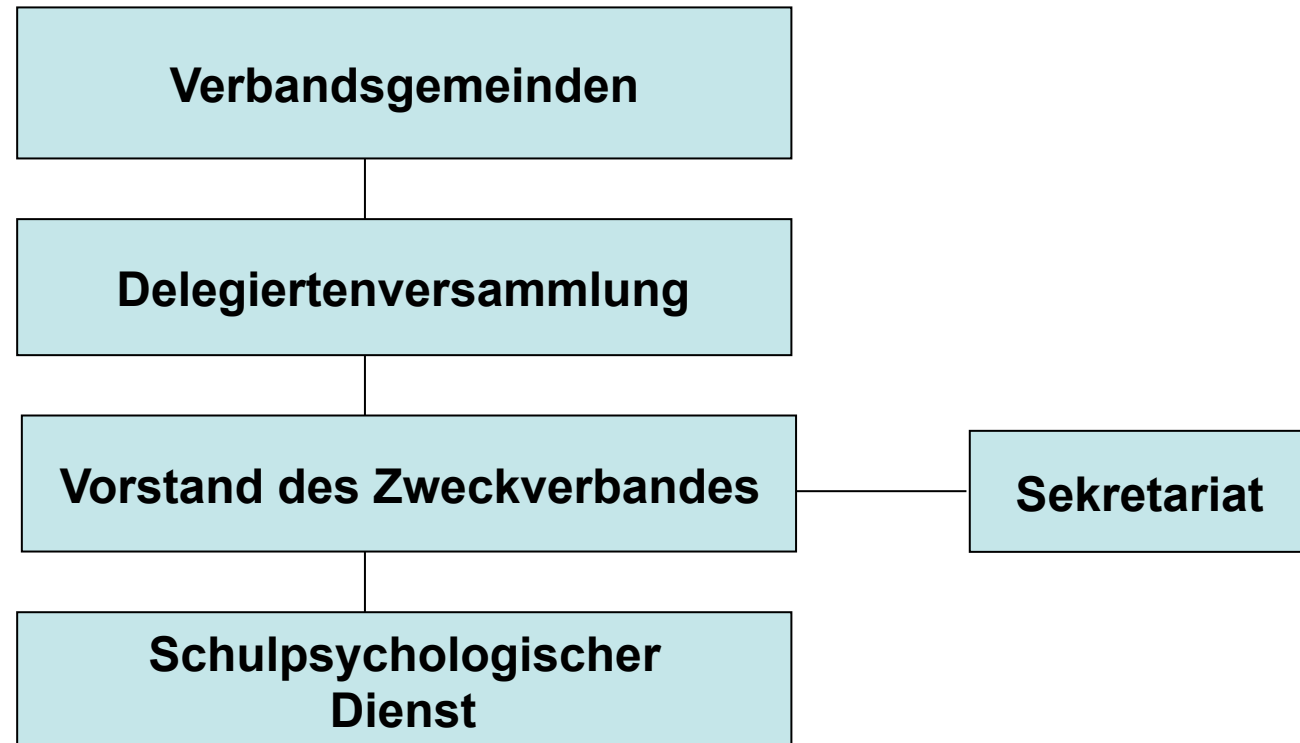 Verbandsgemeinden
Delegiertenversammlung
Vorstand des Zweckverbandes
Sekretariat
Schulpsychologischer
Dienst